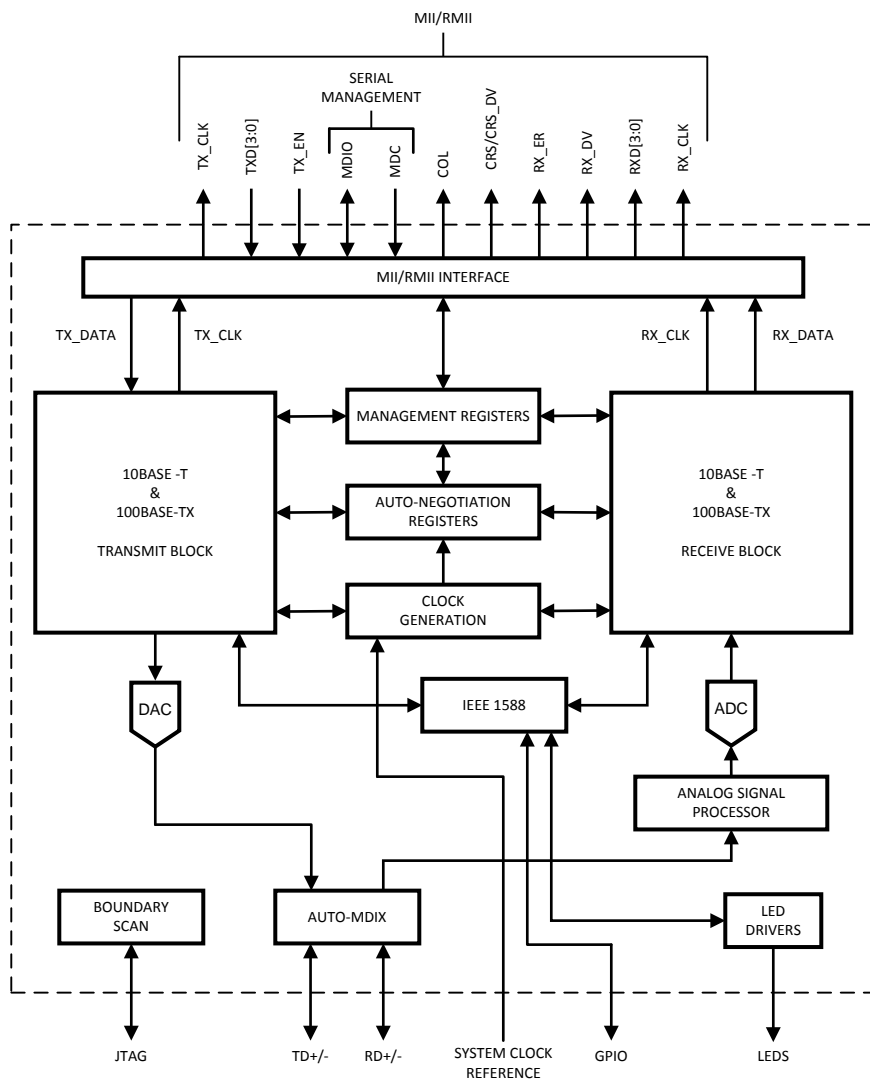 MII/RMII
SERIAL
MANAGEMENT
TX_CLK
TXD[3:0]
TX_EN
MDIO
MDC
COL
CRS/CRS_DV
RX_ER
RX_DV
RXD[3:0]
RX_CLK
MII/RMII INTERFACE
TX_DATA
TX_CLK
RX_CLK
RX_DATA
10BASE -T
&
100BASE-TX
TRANSMIT BLOCK
MANAGEMENT REGISTERS
AUTO-NEGOTIATION
REGISTERS
CLOCK
GENERATION
10BASE -T
&
100BASE-TX
RECEIVE BLOCK
DAC
IEEE 1588
ADC
ANALOG SIGNAL
PROCESSOR
BOUNDARY
SCAN
AUTO-MDIX
LED
DRIVERS
JTAG
TD+/-
RD+/-
SYSTEM CLOCK
REFERENCE
GPIO
LEDS